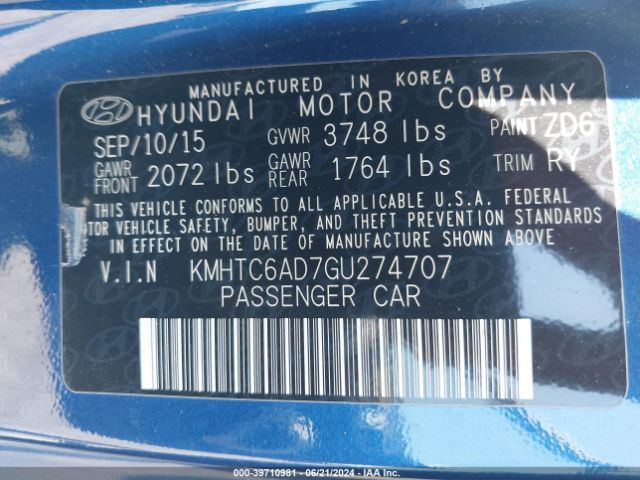 MANUFACTURED IN KOREA BY
HYUNDAI MOTOR COMPANY
SEP/10/15 GVWR 3748 lbs PAINT ZD6
GAWR FRONT 2072 lbs GAWR REAR 1764 lbs TRIM RY
THIS VEHICLE CONFORMS TO ALL APPLICABLE U.S.A. FEDERAL
MOTOR VEHICLE SAFETY, BUMPER, AND THEFT PREVENTION STANDARDS
IN EFFECT ON THE DATE OF MANUFACTURE SHOWN ABOVE
V.I.N KMHTC6AD7GU274707
PASSENGER CAR
000-39710981 - 06/21/2024 - IAA Inc.